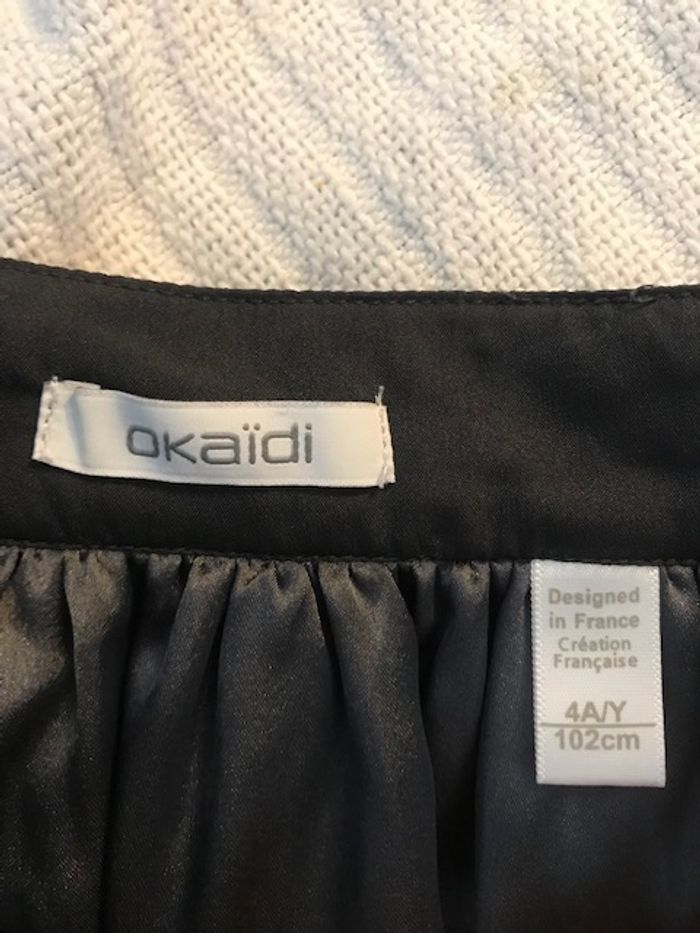 okaïdi
Designed
in France
Création
Française
4A/Y
102cm